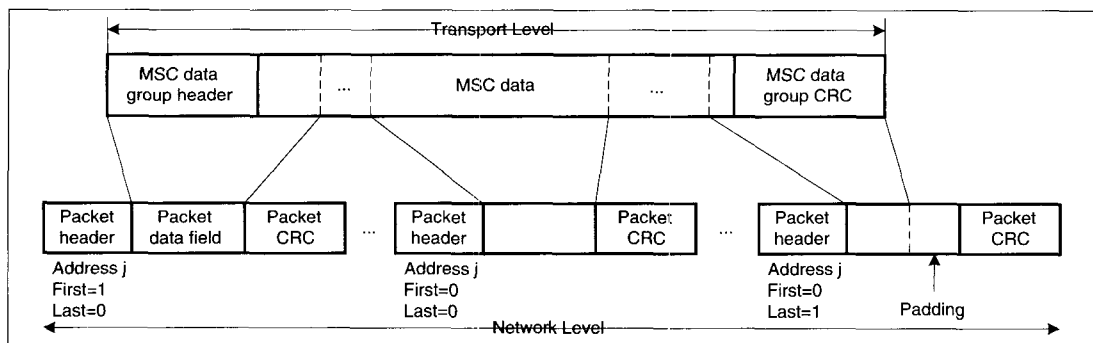 Transport Level
MSC data
group header
...
MSC data
...
MSC data
group CRC
Packet
header
Packet
data field
Packet
CRC
...
Packet
header
Packet
CRC
...
Packet
header
Packet
CRC
Address j
First=1
Last=0
Address j
First=0
Last=0
Address j
First=0
Last=1
Padding
Network Level